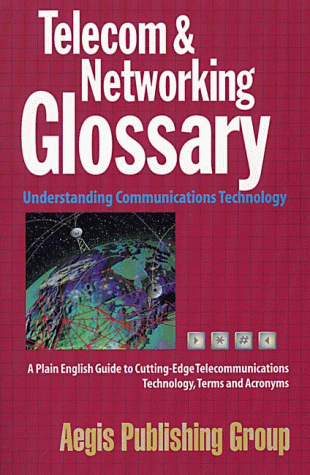 Telecom &
Networking
Glossary
Understanding Communications Technology
* #
A Plain English Guide to Cutting-Edge Telecommunications
Technology, Terms and Acronyms
Aegis Publishing Group